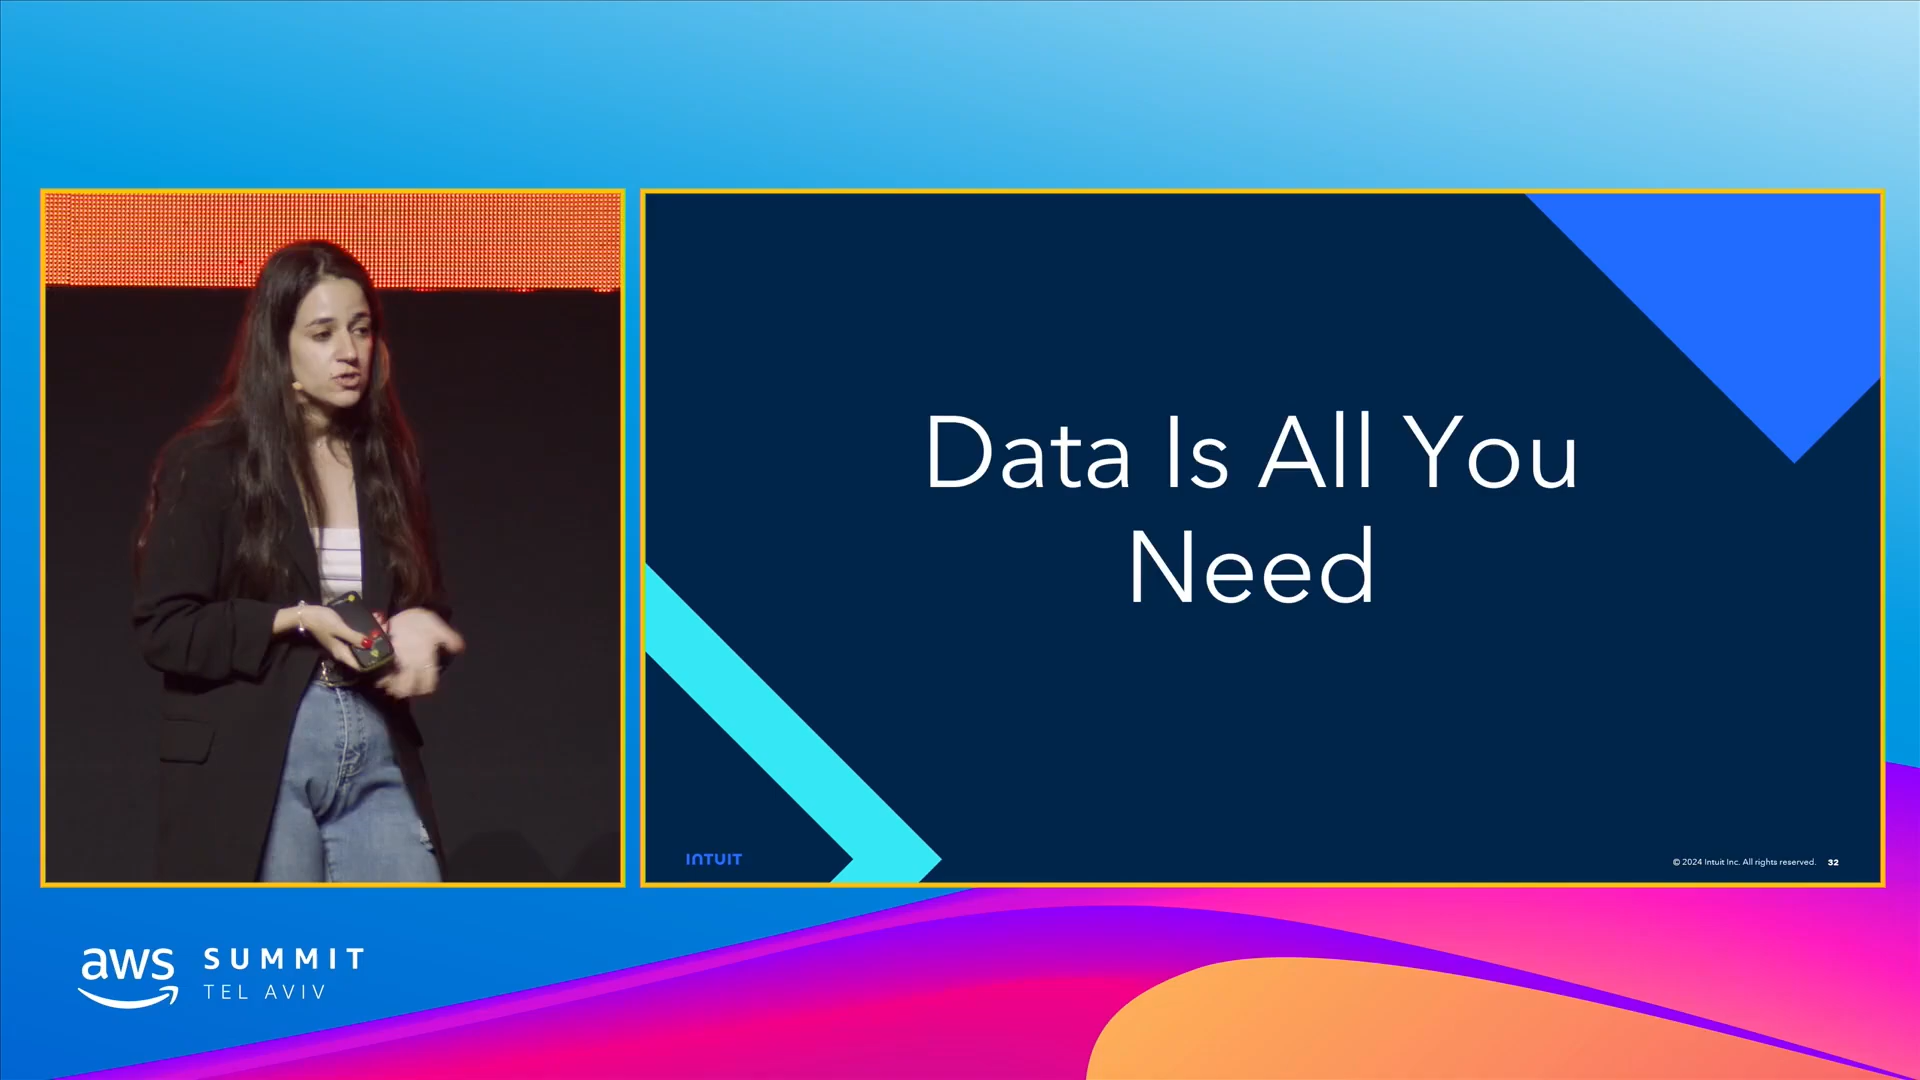 Data Is All You
Need
INTUIT
© 2024 Intuit Inc. All rights reserved. 32
aws SUMMIT
TEL AVIV